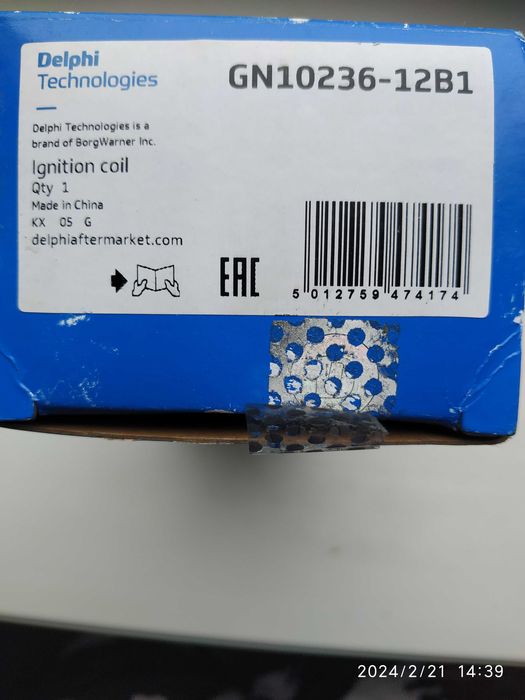 Delphi
Technologies
GN10236-12B1
Delphi Technologies is a
brand of BorgWarner Inc.
Ignition coil
Qty 1
Made in China
KX 05 G
delphiaftermarket.com
EAC
5 012759 474174
2024/2/21 14:39